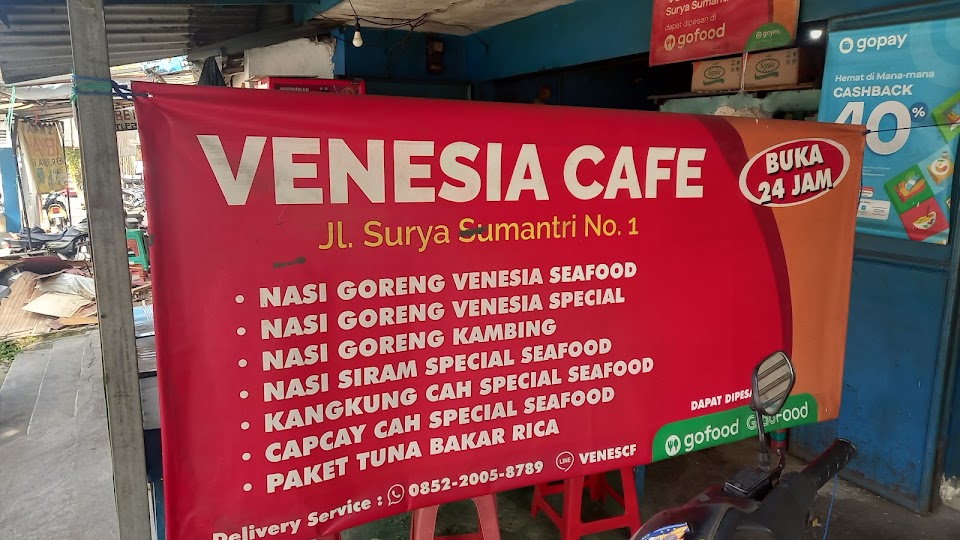 Surya Sumantri
dapat dipesan di
gofood
gopay
Hemat di Mana-mana
CASHBACK
40%
VENESIA CAFE
BUKA
24 JAM
Jl. Surya Sumantri No. 1
• NASI GORENG VENESIA SEAFOOD
• NASI GORENG VENESIA SPECIAL
• NASI GORENG KAMBING
• NASI SIRAM SPECIAL SEAFOOD
• KANGKUNG CAH SPECIAL SEAFOOD
• CAPCAY CAH SPECIAL SEAFOOD
• PAKET TUNA BAKAR RICA
DAPAT DIPESA
gofood GrabFood
Delivery Service : 0852-2005-8789 LINE VENESCF